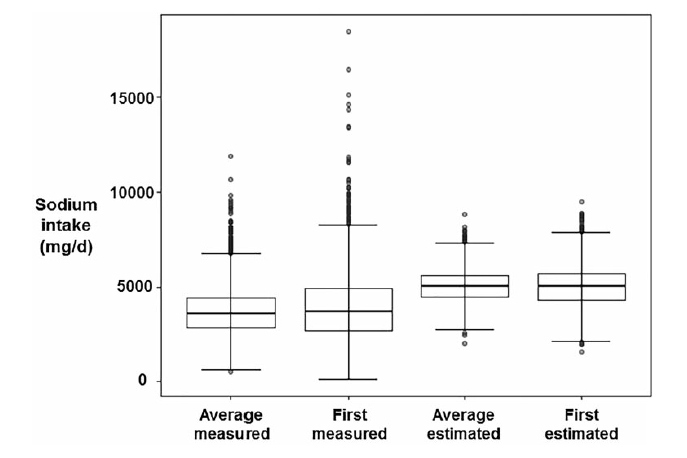 15000
10000
Sodium
intake
(mg/d)
5000
0
Average
measured
First
measured
Average
estimated
First
estimated